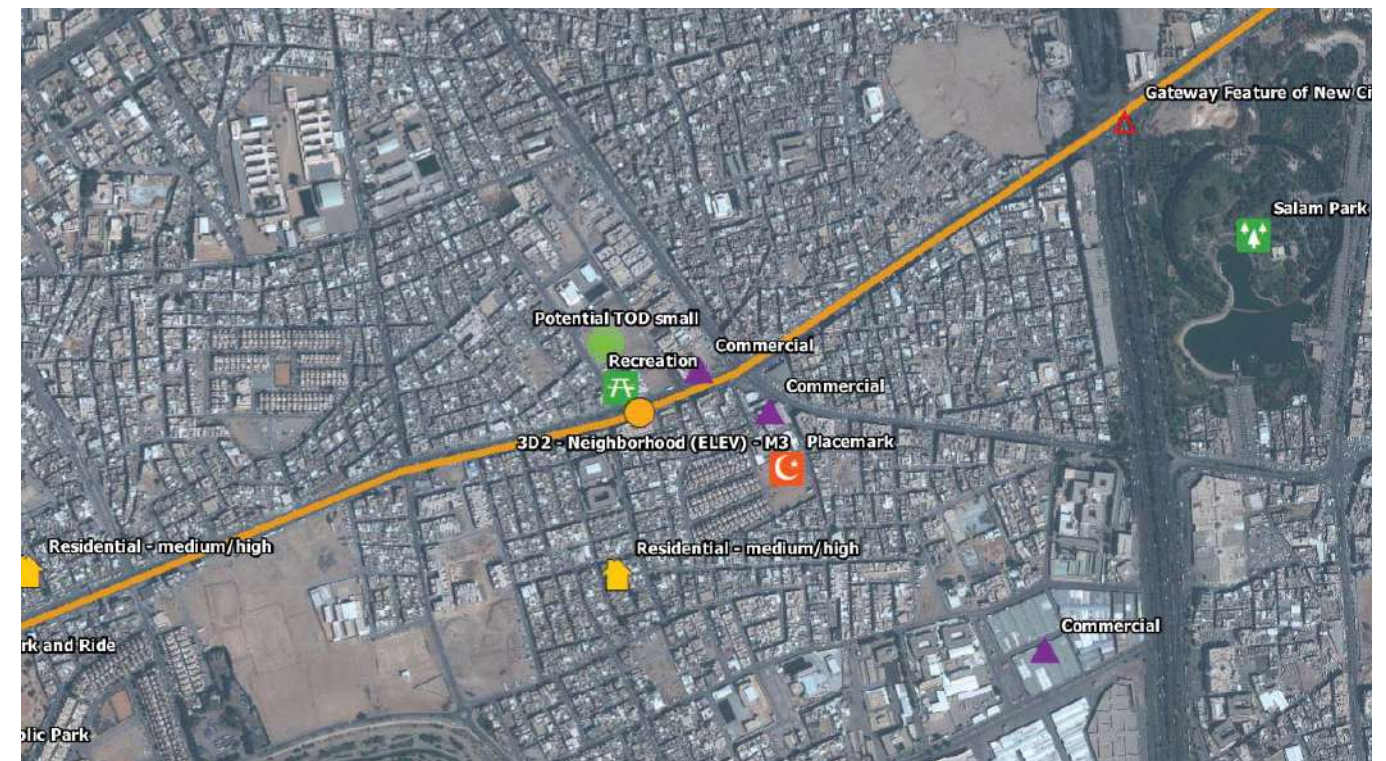 Gateway Feature of New Ci
Salam Park
Potential TOD small
Commercial
Recreation
Commercial
3D2 - Neighborhood (ELEV) - M3
Placemark
Residential - medium/high
Residential - medium/high
Commercial
rk and Ride
blic Park